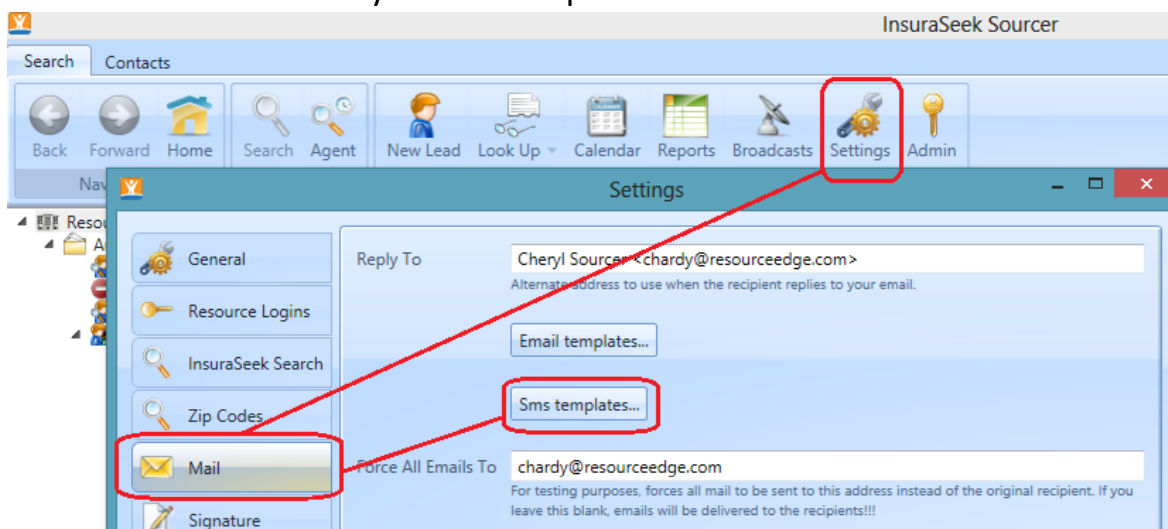 InsuraSeek Sourcer
Search Contacts
Back Forward Home Search Agent New Lead Look Up Calendar Reports Broadcasts Settings Admin
Nav
Settings
Resou
A
General
Reply To
Cheryl Sourcer <chardy@resourceedge.com>
Alternate address to use when the recipient replies to your email.
Resource Logins
Email templates...
InsuraSeek Search
Sms templates...
Zip Codes
Mail
Force All Emails To
chardy@resourceedge.com
For testing purposes, forces all mail to be sent to this address instead of the original recipient. If you
leave this blank, emails will be delivered to the recipients!!!
Signature